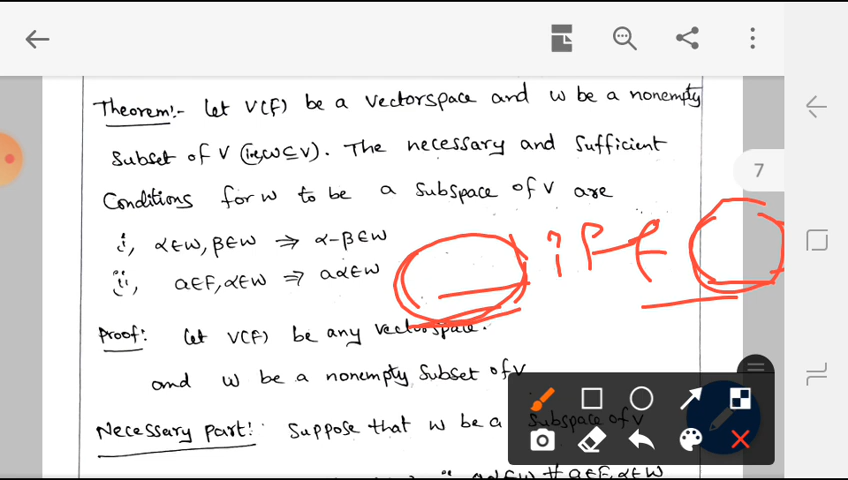 Theorem:- Let V(F) be a vectorspace and W be a nonempty
Subset of V (i.e, W⊆V). The necessary and Sufficient
Conditions for W to be a Subspace of V are
i, α∈W, β∈W ⇒ α-β∈W
ii, a∈F, α∈W ⇒ aα∈W
iff
7
Proof: Let V(F) be any vectorspace.
and W be a nonempty Subset of V
Necessary part: Suppose that W be a Subspace of V
∀ a∈F, α∈W